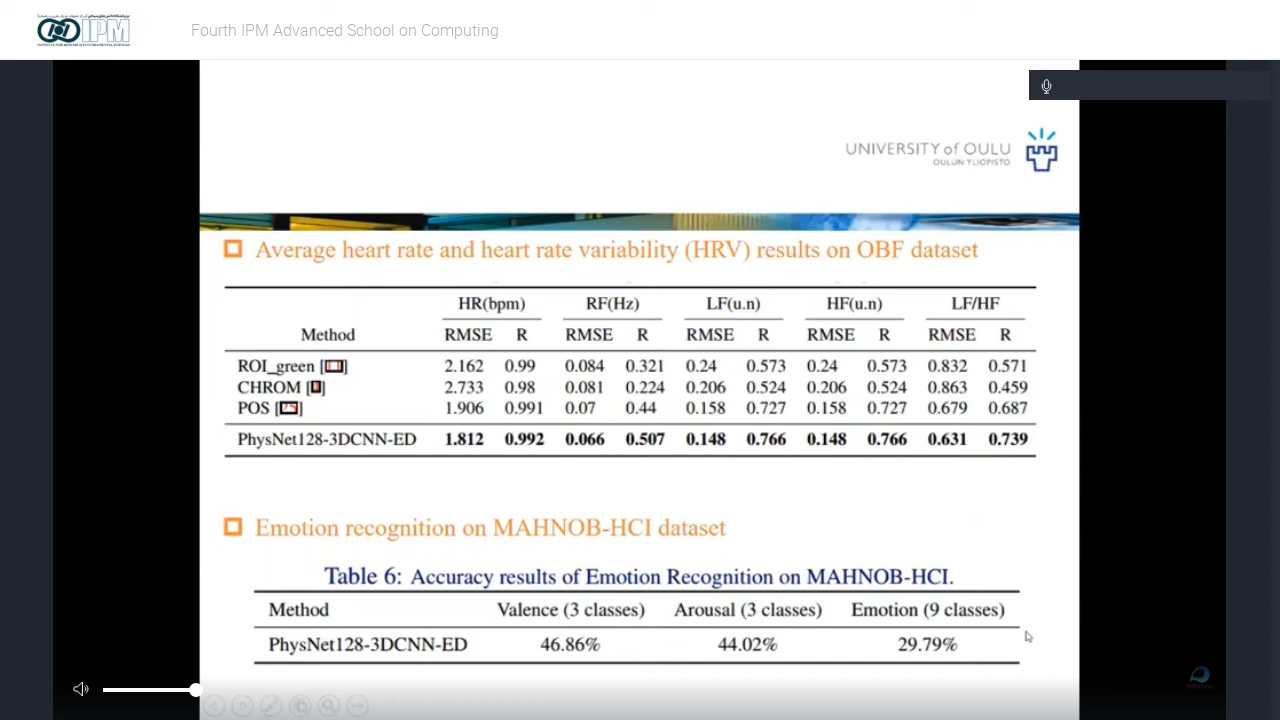 IPM
INSTITUTE FOR RESEARCH IN FUNDAMENTAL SCIENCES
Fourth IPM Advanced School on Computing
UNIVERSITY of OULU
OULUN YLIOPISTO
Average heart rate and heart rate variability (HRV) results on OBF dataset
HR(bpm) RF(Hz) LF(u.n) HF(u.n) LF/HF
Method RMSE R RMSE R RMSE R RMSE R RMSE R
ROI_green [ ] 2.162 0.99 0.084 0.321 0.24 0.573 0.24 0.573 0.832 0.571
CHROM [ ] 2.733 0.98 0.081 0.224 0.206 0.524 0.206 0.524 0.863 0.459
POS [ ] 1.906 0.991 0.07 0.44 0.158 0.727 0.158 0.727 0.679 0.687
PhysNet128-3DCNN-ED 1.812 0.992 0.066 0.507 0.148 0.766 0.148 0.766 0.631 0.739
Emotion recognition on MAHNOB-HCI dataset
Table 6: Accuracy results of Emotion Recognition on MAHNOB-HCI.
Method Valence (3 classes) Arousal (3 classes) Emotion (9 classes)
PhysNet128-3DCNN-ED 46.86% 44.02% 29.79%